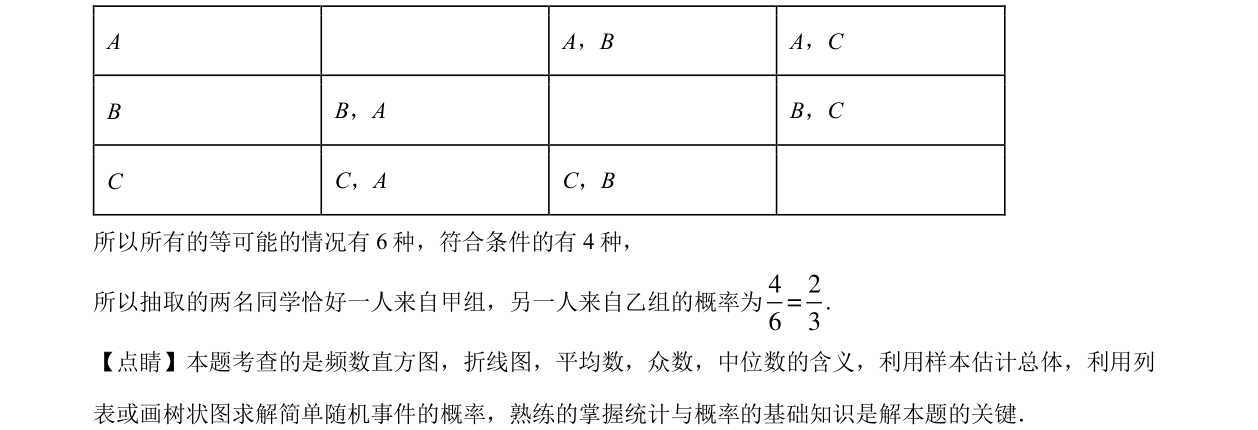 A A，B A，C
B B，A B，C
C C，A C，B
所以所有的等可能的情况有 6 种，符合条件的有 4 种，
所以抽取的两名同学恰好一人来自甲组，另一人来自乙组的概率为 4/6 = 2/3.
【点睛】本题考查的是频数直方图，折线图，平均数，众数，中位数的含义，利用样本估计总体，利用列
表或画树状图求解简单随机事件的概率，熟练的掌握统计与概率的基础知识是解本题的关键．